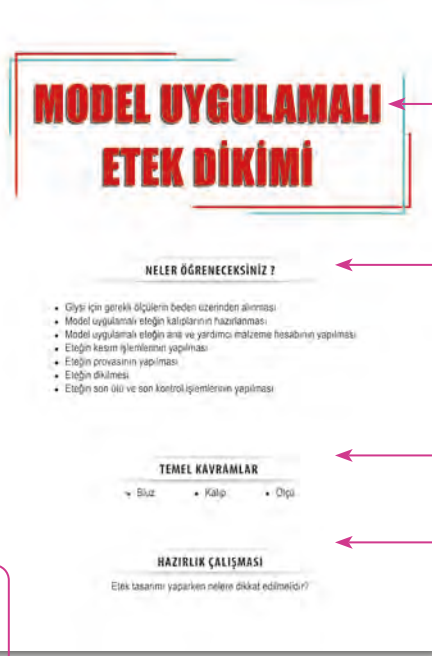 MODEL UYGULAMALI
ETEK DİKİMİ
NELER ÖĞRENECEKSİNİZ ?
• Giysi için gerekli ölçülerin beden üzerinden alınması
• Model uygulamalı eteğin kalıplarının hazırlanması
• Model uygulamalı eteğin ana ve yardımcı malzeme hesabının yapılması
• Eteğin kesim işlemlerinin yapılması
• Eteğin provasının yapılması
• Eteğin dikilmesi
• Eteğin son ütü ve son kontrol işlemlerinin yapılması
TEMEL KAVRAMLAR
• Bluz • Kalıp • Ölçü
HAZIRLIK ÇALIŞMASI
Etek tasarımı yaparken nelere dikkat edilmelidir?